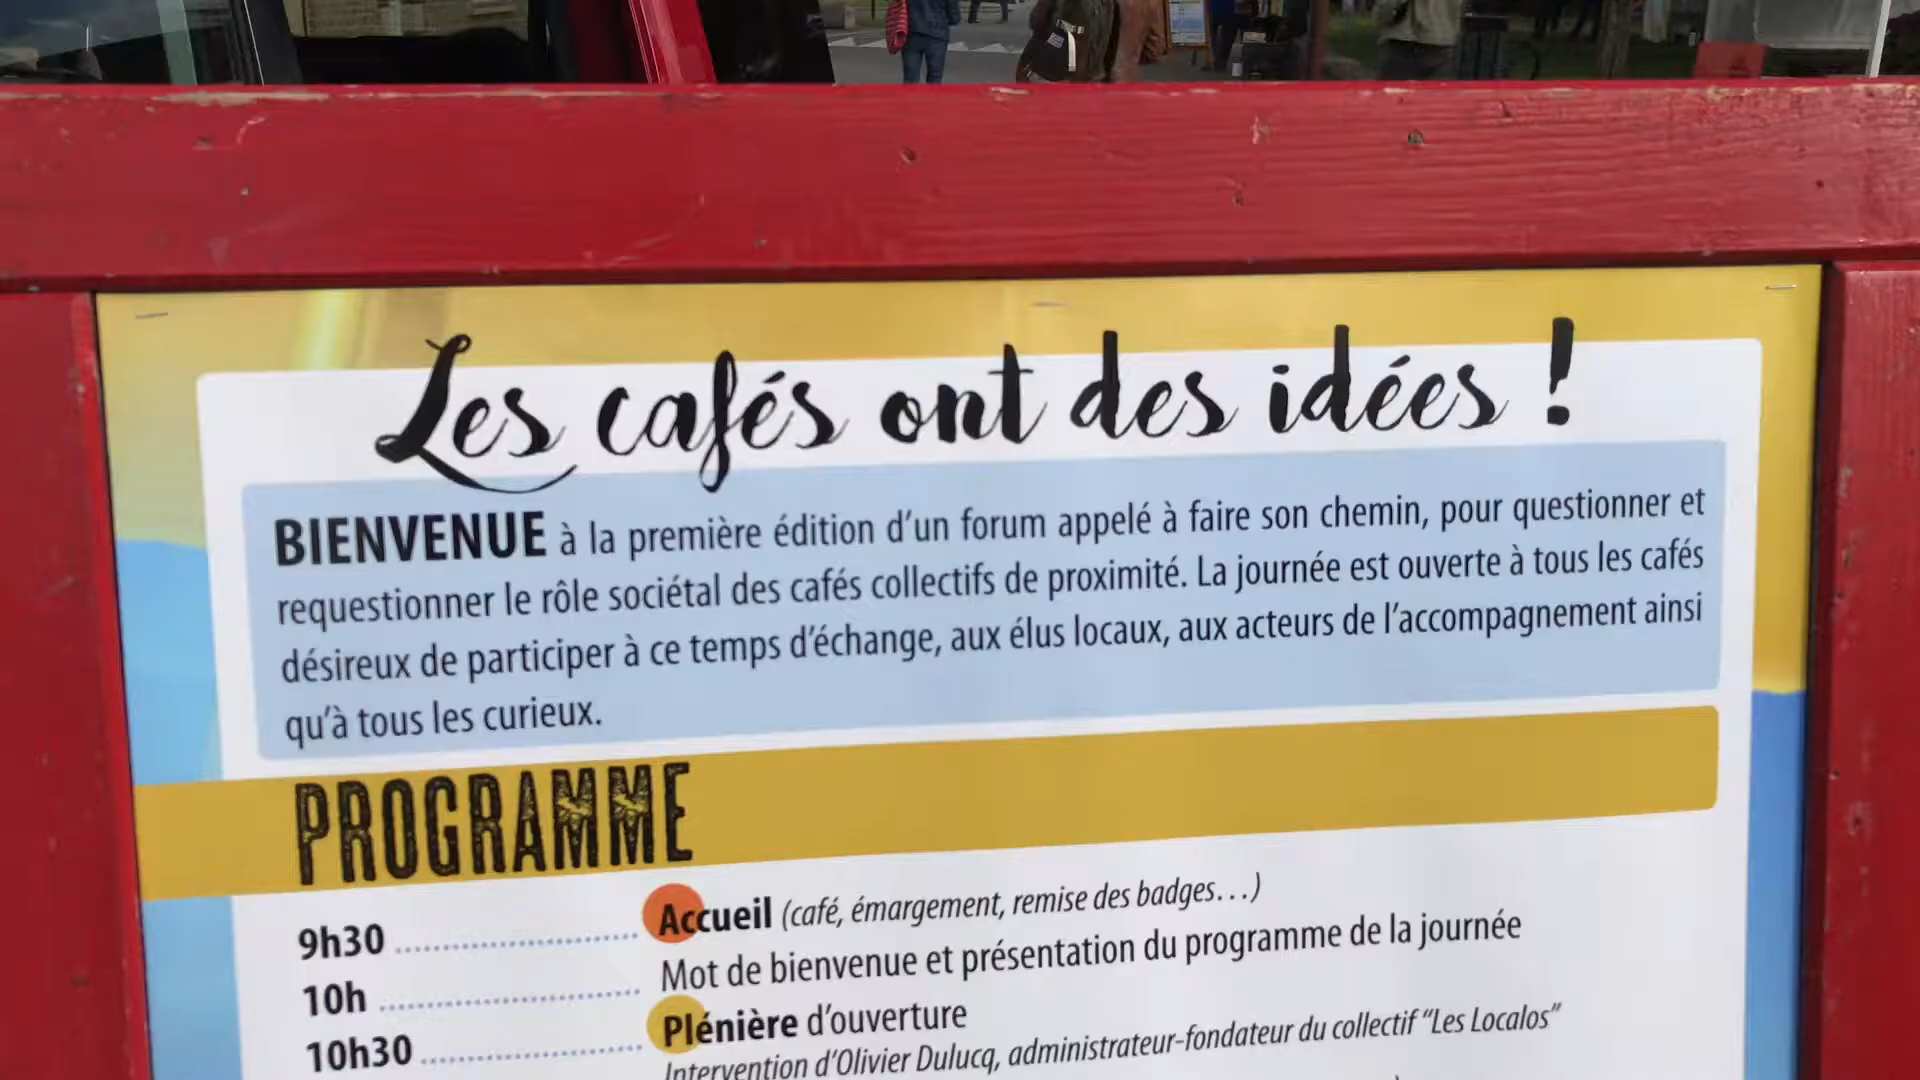 Les cafés ont des idées !
BIENVENUE à la première édition d’un forum appelé à faire son chemin, pour questionner et
requestionner le rôle sociétal des cafés collectifs de proximité. La journée est ouverte à tous les cafés
désireux de participer à ce temps d’échange, aux élus locaux, aux acteurs de l’accompagnement ainsi
qu’à tous les curieux.
PROGRAMME
9h30 ........................ Accueil (café, émargement, remise des badges…)
10h ........................ Mot de bienvenue et présentation du programme de la journée
10h30 ........................ Plénière d’ouverture
Intervention d’Olivier Dulucq, administrateur-fondateur du collectif “Les Localos”